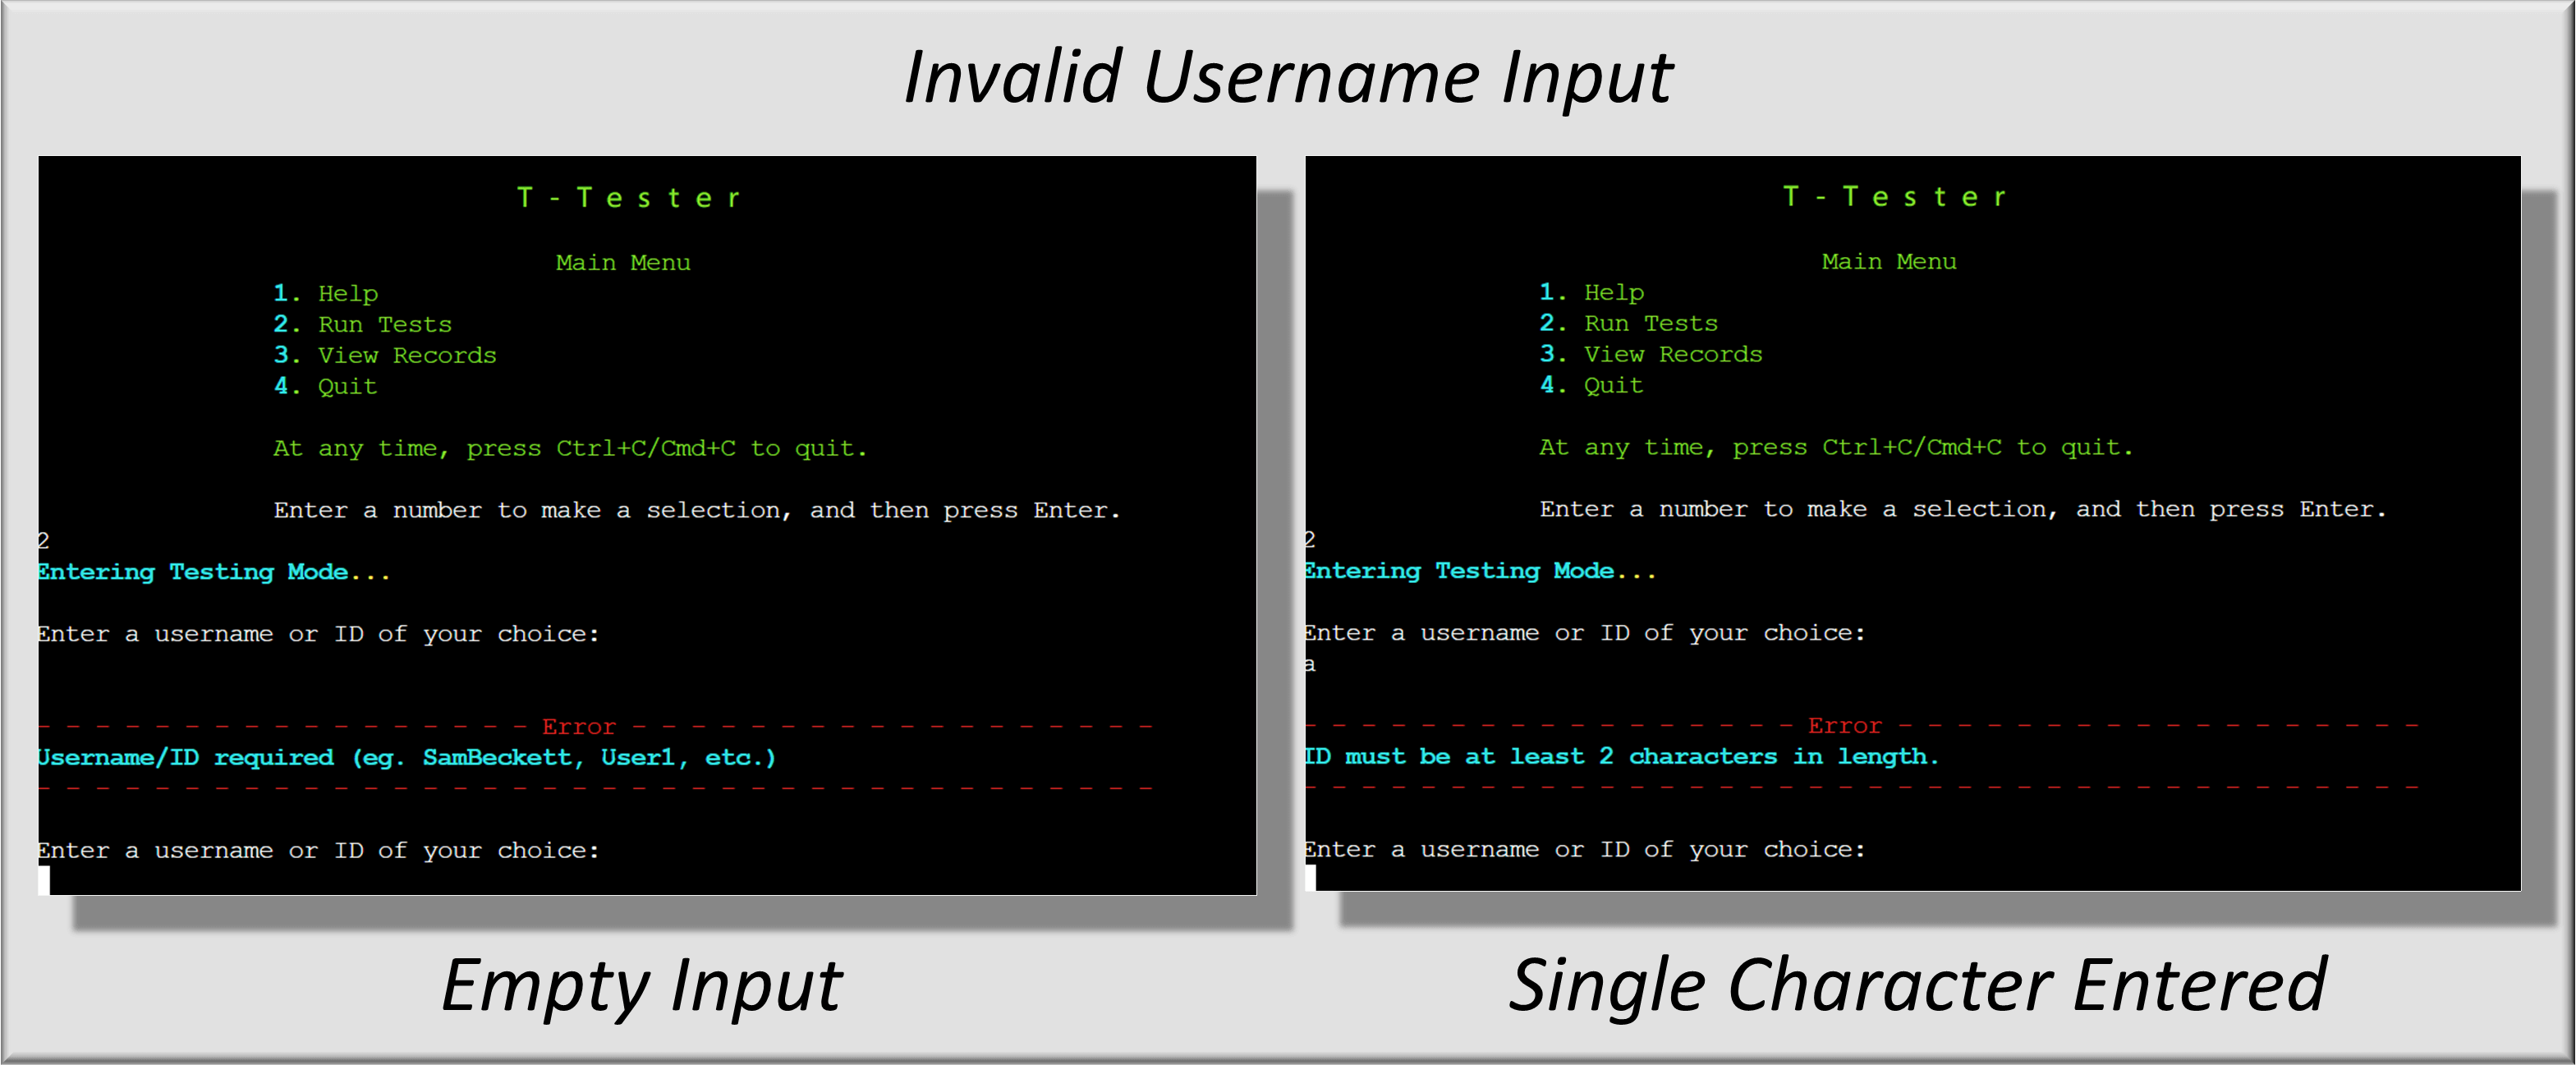 Invalid Username Input
T - T e s t e r
Main Menu
1. Help
2. Run Tests
3. View Records
4. Quit
At any time, press Ctrl+C/Cmd+C to quit.
Enter a number to make a selection, and then press Enter.
2
Entering Testing Mode...
Enter a username or ID of your choice:
- - - - - - - - - - - - - - - - - Error - - - - - - - - - - - - - - - - - -
Username/ID required (eg. SamBeckett, User1, etc.)
- - - - - - - - - - - - - - - - - - - - - - - - - - - - - - - - - - - - - -
Enter a username or ID of your choice:
Empty Input
T - T e s t e r
Main Menu
1. Help
2. Run Tests
3. View Records
4. Quit
At any time, press Ctrl+C/Cmd+C to quit.
Enter a number to make a selection, and then press Enter.
2
Entering Testing Mode...
Enter a username or ID of your choice:
a
- - - - - - - - - - - - - - - - - Error - - - - - - - - - - - - - - - - - -
ID must be at least 2 characters in length.
- - - - - - - - - - - - - - - - - - - - - - - - - - - - - - - - - - - - - -
Enter a username or ID of your choice:
Single Character Entered